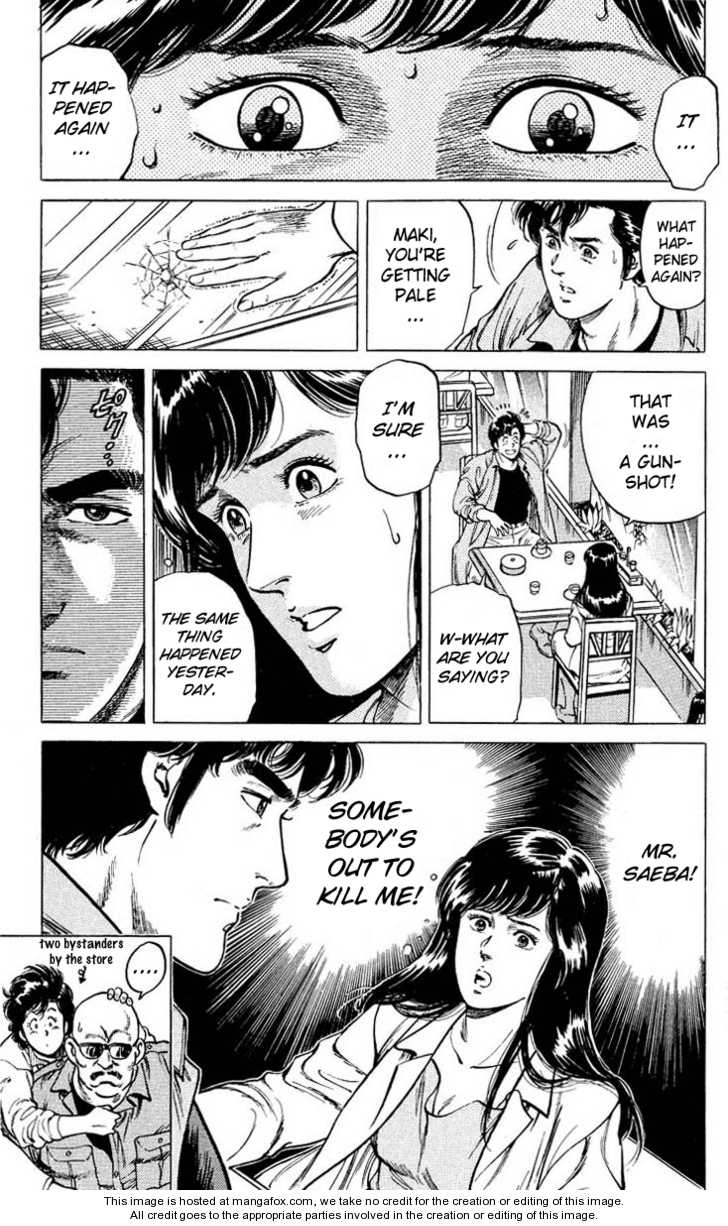 IT
...
IT HAP-
PENED
AGAIN
...
WHAT
HAP-
PENED
AGAIN?
MAKI,
YOU'RE
GETTING
PALE
...
THAT
WAS
...
A GUN-
SHOT!
W-WHAT
ARE YOU
SAYING?
I'M
SURE
...
THE SAME
THING
HAPPENED
YESTER-
DAY.
MR.
SAEBA!
SOME-
BODY'S
OUT TO
KILL ME!
two bystanders
by the store
....
This image is hosted at mangafox.com, we take no credit for the creation or editing of this image.
All credit goes to the appropriate parties involved in the creation or editing of this image.